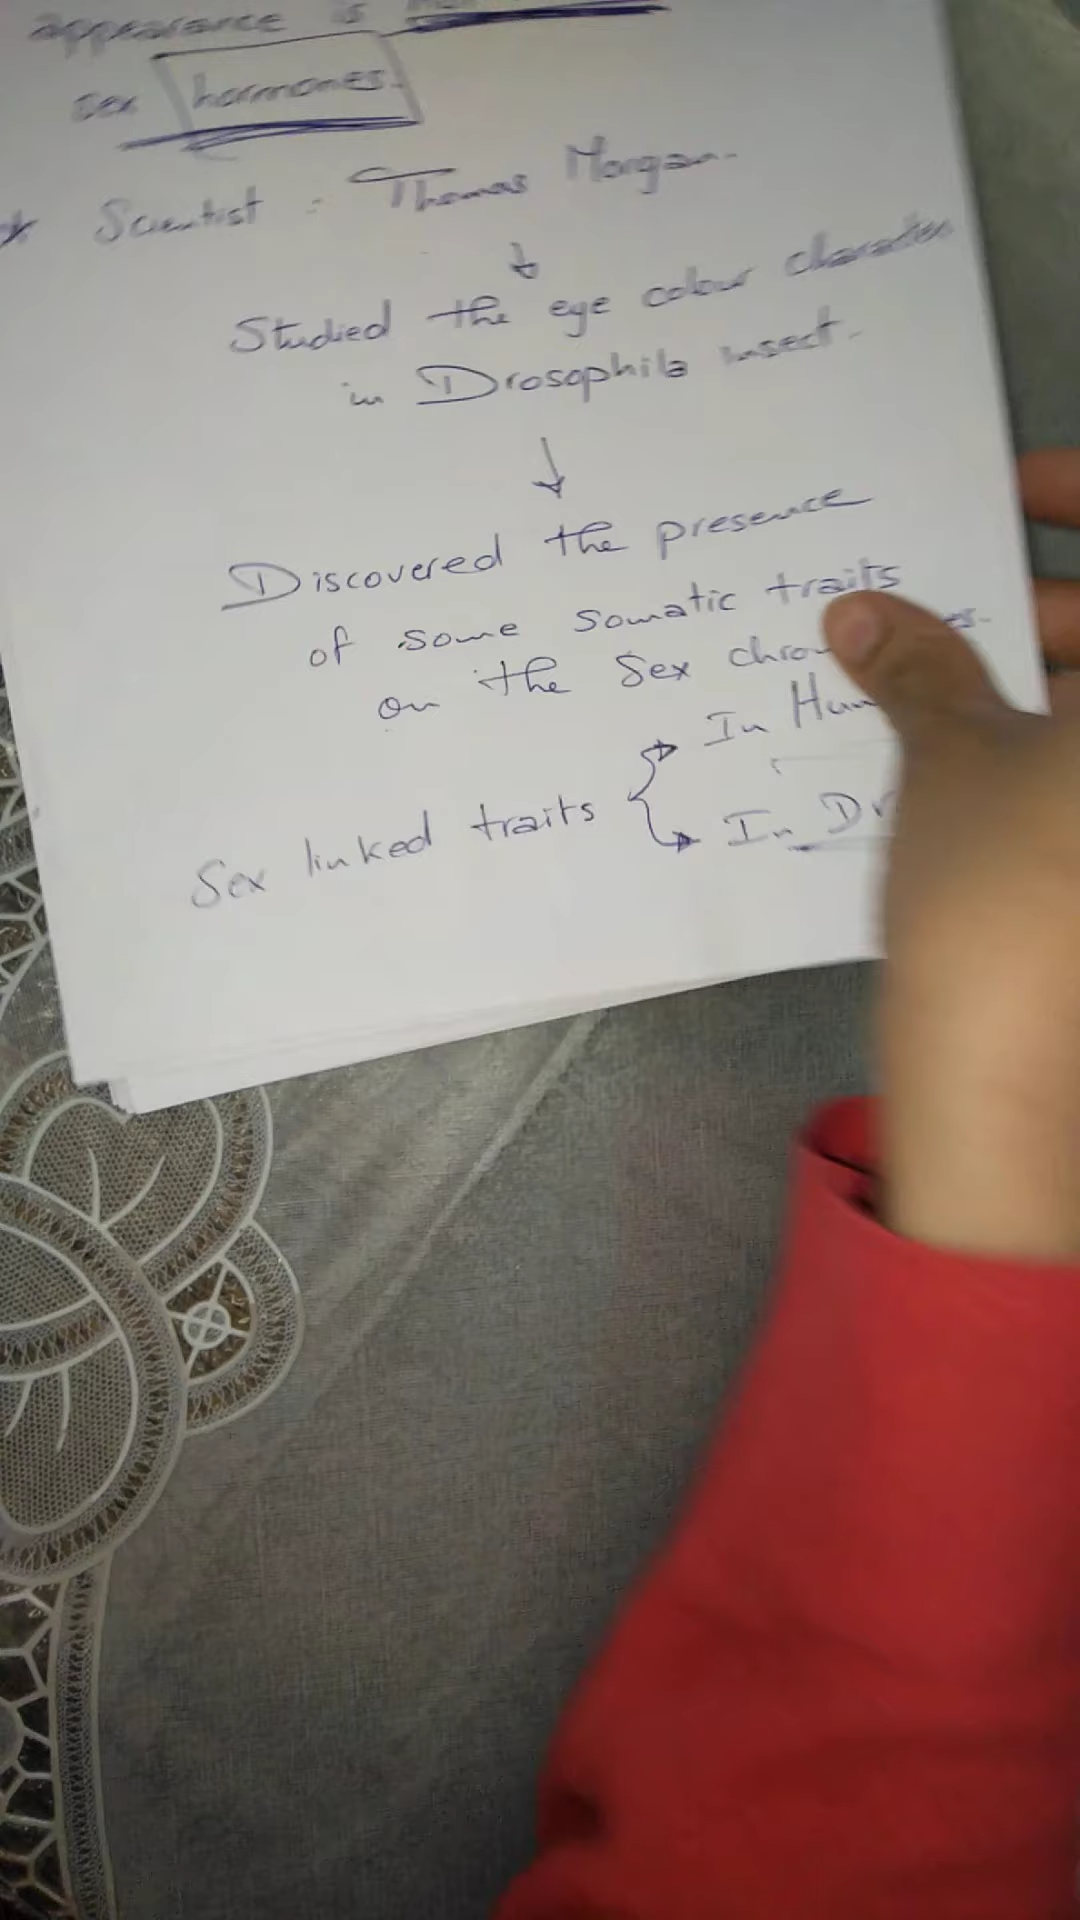 appearance is
sex hormones.
* Scientist : Thomas Morgan.
Studied the eye colour character
in Drosophila insect.
Discovered the presence
of some somatic traits
on the sex
In
Sex linked traits
In